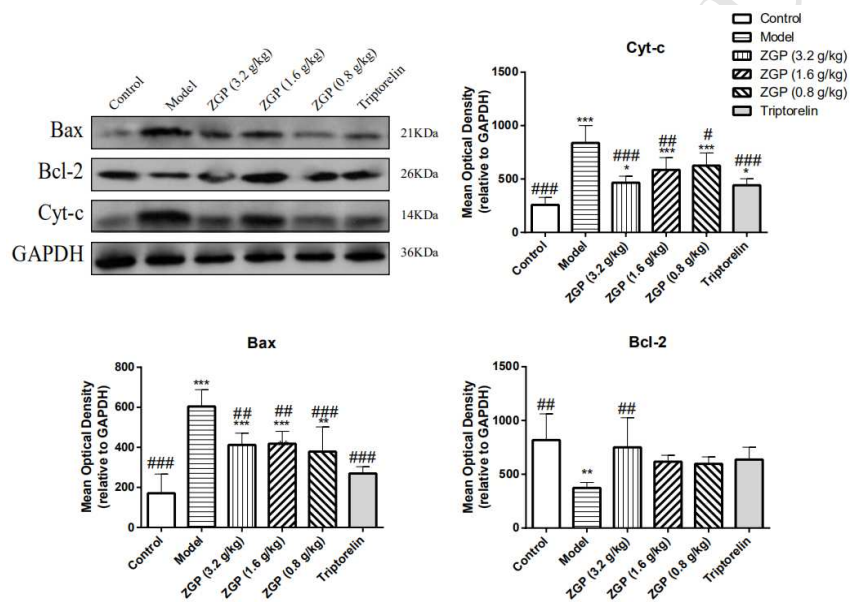 Control
Model
ZGP (3.2 g/kg)
ZGP (1.6 g/kg)
ZGP (0.8 g/kg)
Triptorelin
Bax
21KDa
Bcl-2
26KDa
Cyt-c
14KDa
GAPDH
36KDa
Control
Model
ZGP (3.2 g/kg)
ZGP (1.6 g/kg)
ZGP (0.8 g/kg)
Triptorelin
Cyt-c
Mean Optical Density
(relative to GAPDH)
1500
1000
500
0
###
***
###
*
##
***
#
***
###
*
Control
Model
ZGP (3.2 g/kg)
ZGP (1.6 g/kg)
ZGP (0.8 g/kg)
Triptorelin
Bax
Mean Optical Density
(relative to GAPDH)
800
600
400
200
0
###
***
##
***
##
***
###
**
###
Control
Model
ZGP (3.2 g/kg)
ZGP (1.6 g/kg)
ZGP (0.8 g/kg)
Triptorelin
Bcl-2
Mean Optical Density
(relative to GAPDH)
1500
1000
500
0
##
**
##
Control
Model
ZGP (3.2 g/kg)
ZGP (1.6 g/kg)
ZGP (0.8 g/kg)
Triptorelin